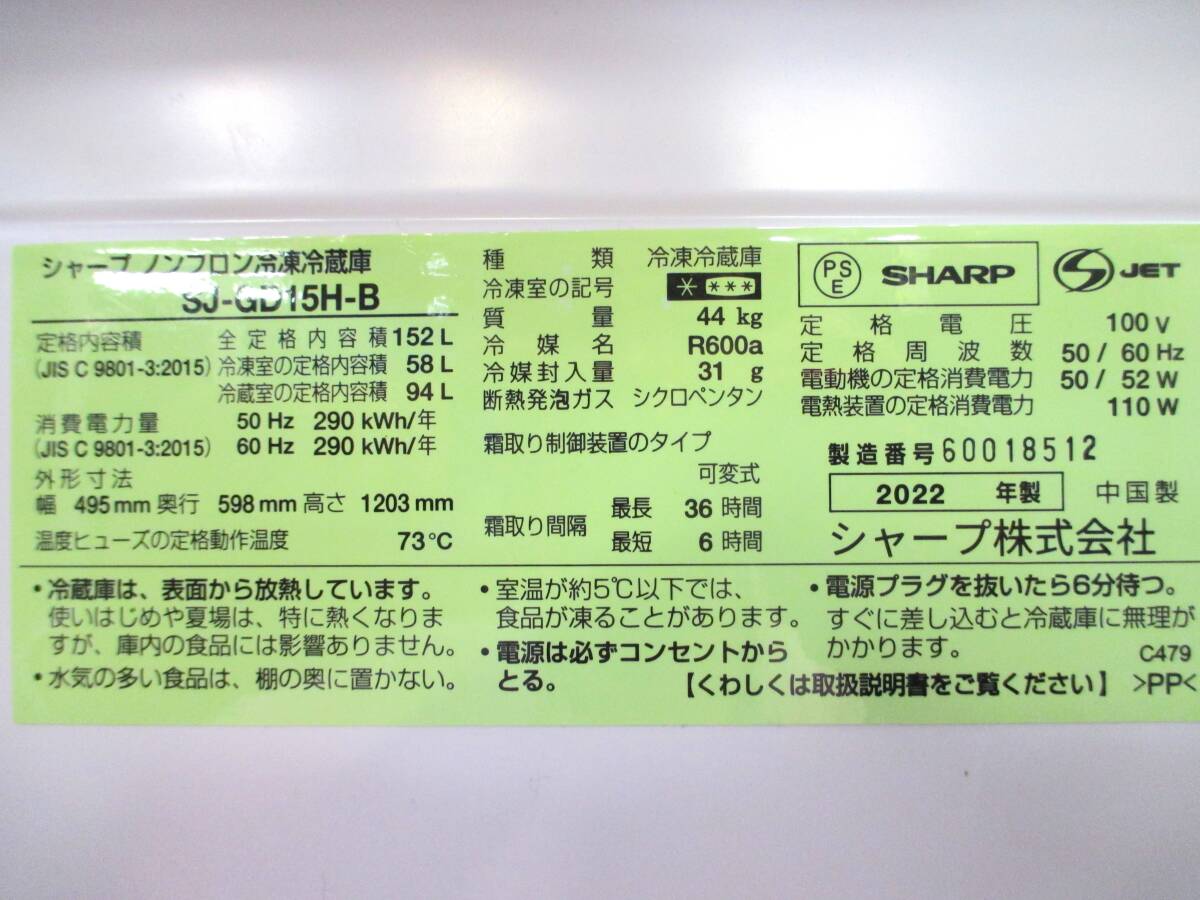 シャープ ノンフロン冷凍冷蔵庫
SJ-GD15H-B
定格内容積 全定格内容積 152 L
(JIS C 9801-3:2015) 冷凍室の定格内容積 58 L
冷蔵室の定格内容積 94 L
消費電力量 50 Hz 290 kWh/年
(JIS C 9801-3:2015) 60 Hz 290 kWh/年
外形寸法
幅 495 mm 奥行 598 mm 高さ 1203 mm
温度ヒューズの定格動作温度 73℃
種類 冷凍冷蔵庫
冷凍室の記号 * ***
質量 44 kg
冷媒名 R600a
冷媒封入量 31 g
断熱発泡ガス シクロペンタン
霜取り制御装置のタイプ
可変式
霜取り間隔 最長 36 時間
最短 6 時間
PSE SHARP JET
定格電圧 100 V
定格周波数 50 / 60 Hz
電動機の定格消費電力 50 / 52 W
電熱装置の定格消費電力 110 W
製造番号 60018512
2022 年製 中国製
シャープ株式会社
・冷蔵庫は、表面から放熱しています。
使いはじめや夏場は、特に熱くなりま
すが、庫内の食品には影響ありません。
・水気の多い食品は、棚の奥に置かない。
・室温が約5℃以下では、
食品が凍ることがあります。
・電源は必ずコンセントから
とる。
・電源プラグを抜いたら6分待つ。
すぐに差し込むと冷蔵庫に無理が
かかります。
C479
【くわしくは取扱説明書をご覧ください】 >PP<